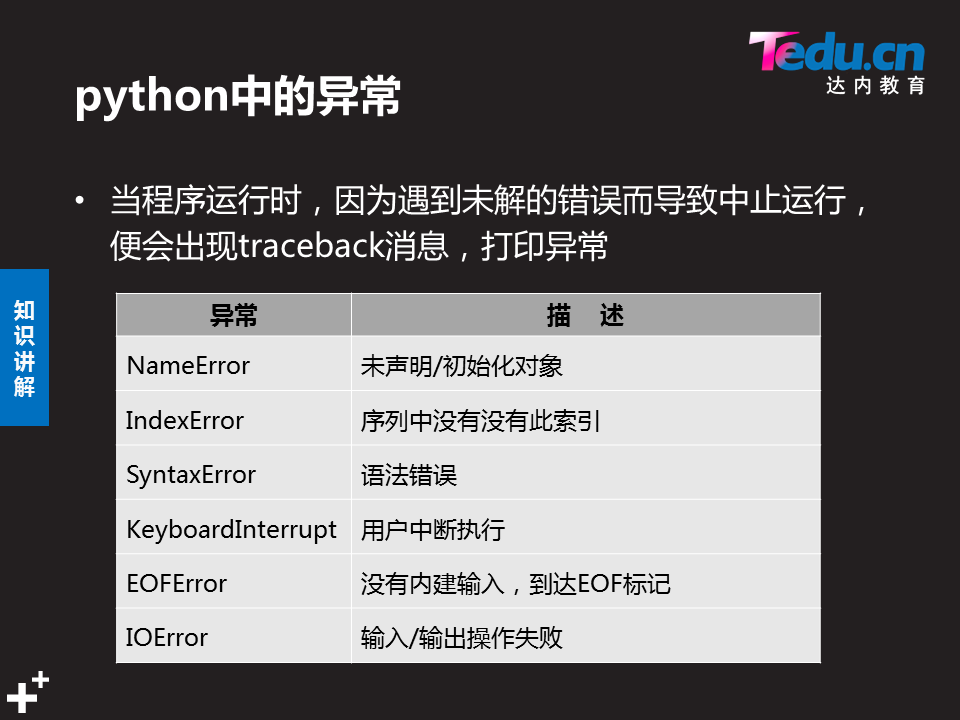 Tedu.cn
达内教育
python中的异常
• 当程序运行时，因为遇到未解的错误而导致中止运行，
便会出现traceback消息，打印异常
知识讲解
异常 描 述
NameError 未声明/初始化对象
IndexError 序列中没有没有此索引
SyntaxError 语法错误
KeyboardInterrupt 用户中断执行
EOFError 没有内建输入，到达EOF标记
IOError 输入/输出操作失败